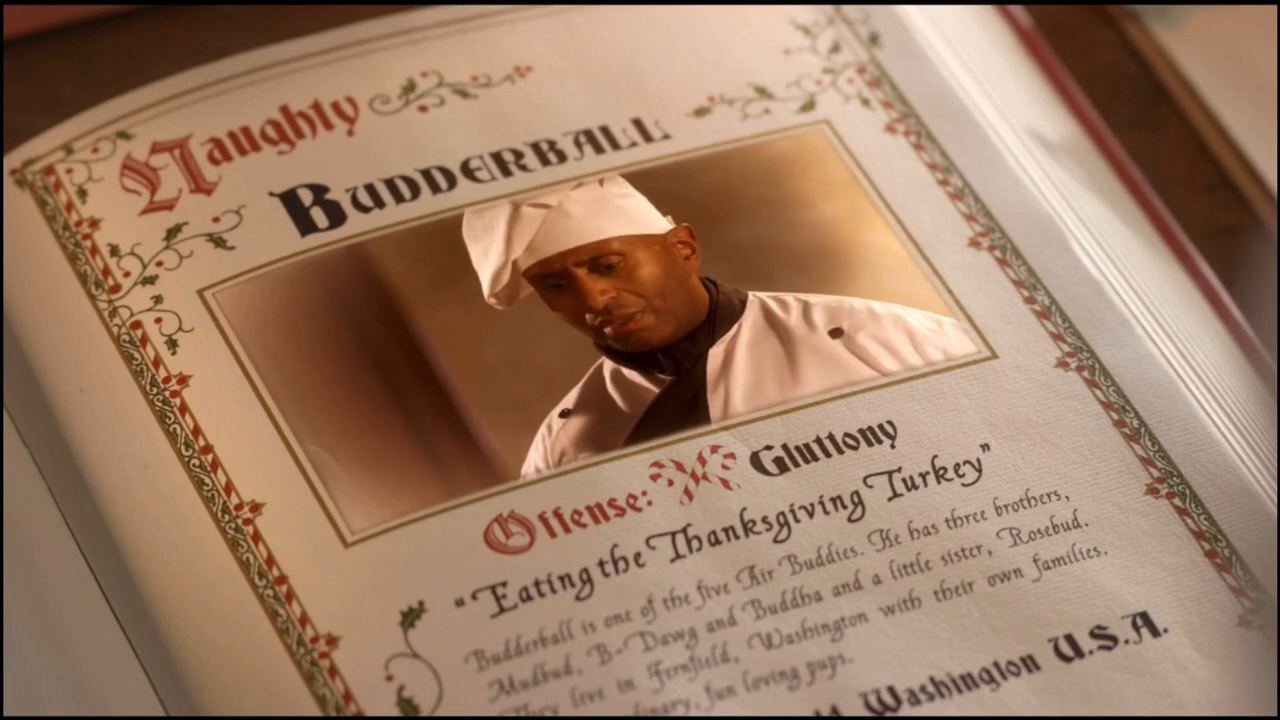 Naughty
BUDDERBALL
Offense: Gluttony
"Eating the Thanksgiving Turkey"
Budderball is one of the five Air Buddies. He has three brothers,
Mudbud, B-Dawg and Buddha and a little sister, Rosebud.
They live in Fernfield, Washington with their own families.
fun loving pups.
Washington U.S.A.